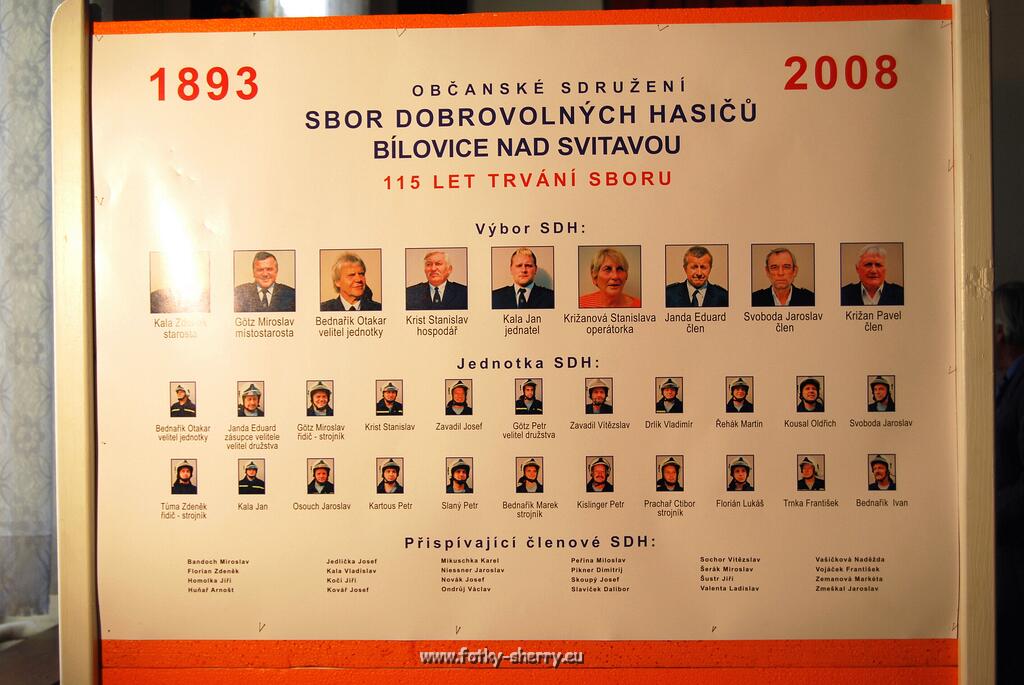 1893
2008
OBČANSKÉ SDRUŽENÍ
SBOR DOBROVOLNÝCH HASIČŮ
BÍLOVICE NAD SVITAVOU
115 LET TRVÁNÍ SBORU
Výbor SDH:
Kala Zdeněk starosta
Götz Miroslav místostarosta
Bednařík Otakar velitel jednotky
Krist Stanislav hospodář
Kala Jan jednatel
Križanová Stanislava operátorka
Janda Eduard člen
Svoboda Jaroslav člen
Križan Pavel člen
Jednotka SDH:
Bednařík Otakar velitel jednotky
Janda Eduard zásupce velitele velitel družstva
Götz Miroslav řidič - strojník
Krist Stanislav
Zavadil Josef
Götz Petr velitel družstva
Zavadil Vítězslav
Drlík Vladimír
Řehák Martin
Kousal Oldřich
Svoboda Jaroslav
Tůma Zdeněk řidič - strojník
Kala Jan
Osouch Jaroslav
Kartous Petr
Slaný Petr
Bednařík Marek strojník
Kislinger Petr
Prachař Ctibor strojník
Florián Lukáš
Trnka František
Bednařík Ivan
Přispívající členové SDH:
Bandoch Miroslav
Florian Zdeněk
Homolka Jiří
Huňař Arnošt
Jedlička Josef
Kala Vladislav
Kočí Jiří
Kovář Josef
Mikuschka Karel
Niessner Jaroslav
Novák Josef
Ondrůj Václav
Peřina Miloslav
Pikner Dimitrij
Skoupý Josef
Slavíček Dalibor
Sochor Vítězslav
Šerák Miroslav
Šustr Jiří
Valenta Ladislav
Vašíčková Naděžda
Vojáček František
Zemanová Markéta
Zmeškal Jaroslav
www.fotky-sherry.eu